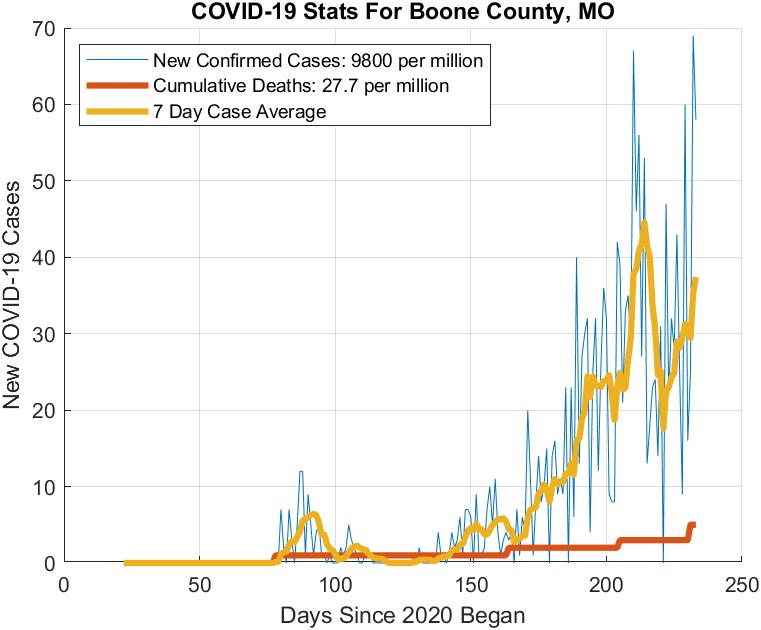 COVID-19 Stats For Boone County, MO
New Confirmed Cases: 9800 per million
Cumulative Deaths: 27.7 per million
7 Day Case Average
70
60
50
40
30
20
10
0
New COVID-19 Cases
0 50 100 150 200 250
Days Since 2020 Began